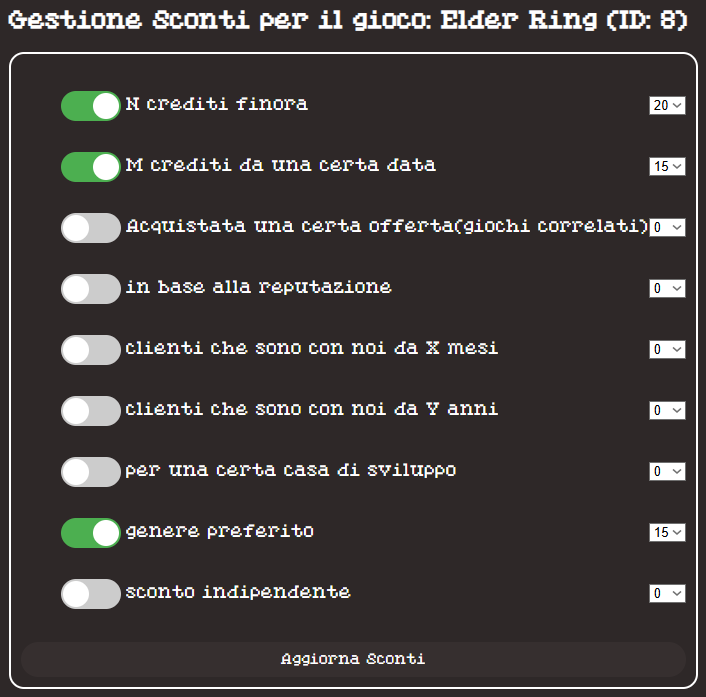 Gestione Sconti per il gioco: Elder Ring (ID: 8)
N crediti finora 20
M crediti da una certa data 15
Acquistata una certa offerta(giochi correlati) 0
in base alla reputazione 0
clienti che sono con noi da X mesi 0
clienti che sono con noi da Y anni 0
per una certa casa di sviluppo 0
genere preferito 15
sconto indipendente 0
Aggiorna Sconti